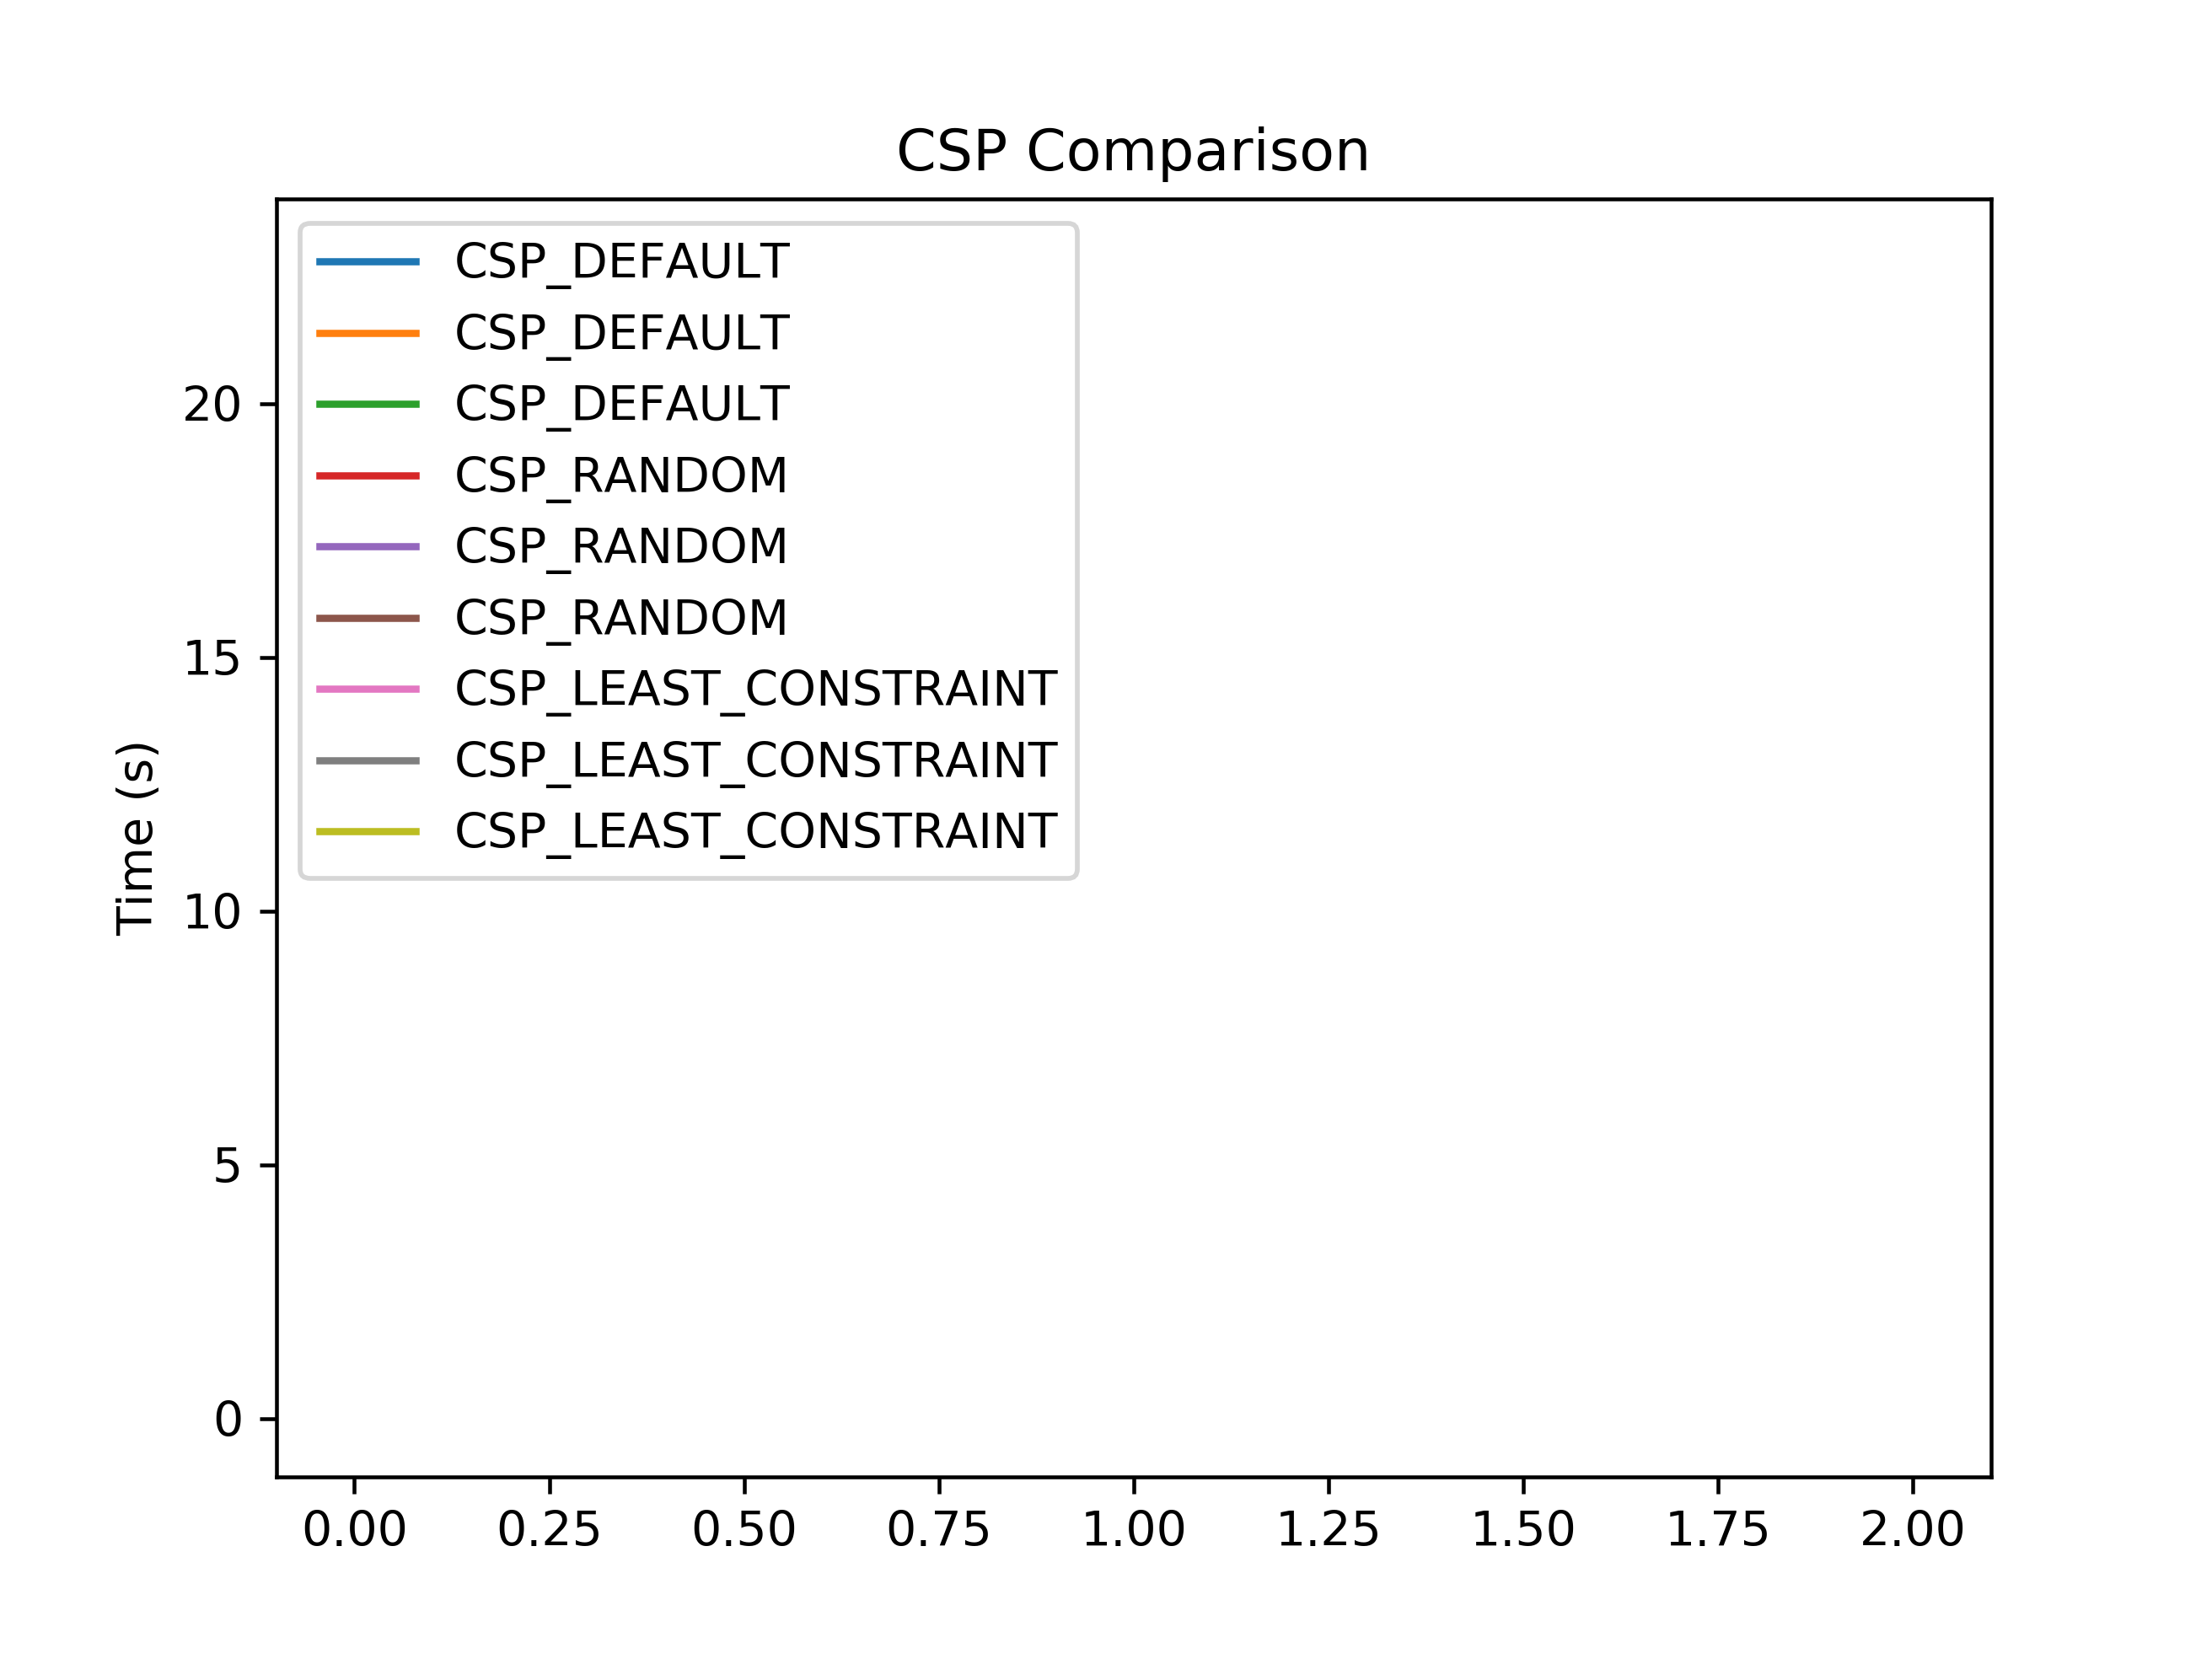 CSP Comparison
CSP_DEFAULT
CSP_DEFAULT
CSP_DEFAULT
CSP_RANDOM
CSP_RANDOM
CSP_RANDOM
CSP_LEAST_CONSTRAINT
CSP_LEAST_CONSTRAINT
CSP_LEAST_CONSTRAINT
Time (s)
20
15
10
5
0
0.00 0.25 0.50 0.75 1.00 1.25 1.50 1.75 2.00